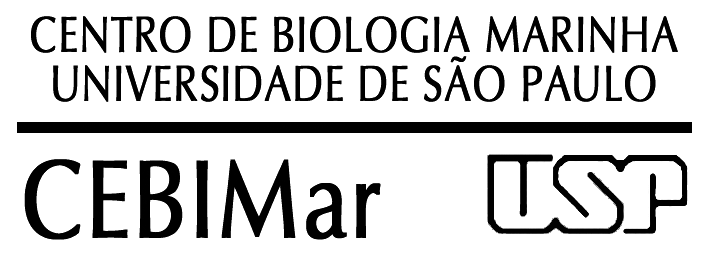 CENTRO DE BIOLOGIA MARINHA
UNIVERSIDADE DE SÃO PAULO
CEBIMar USP